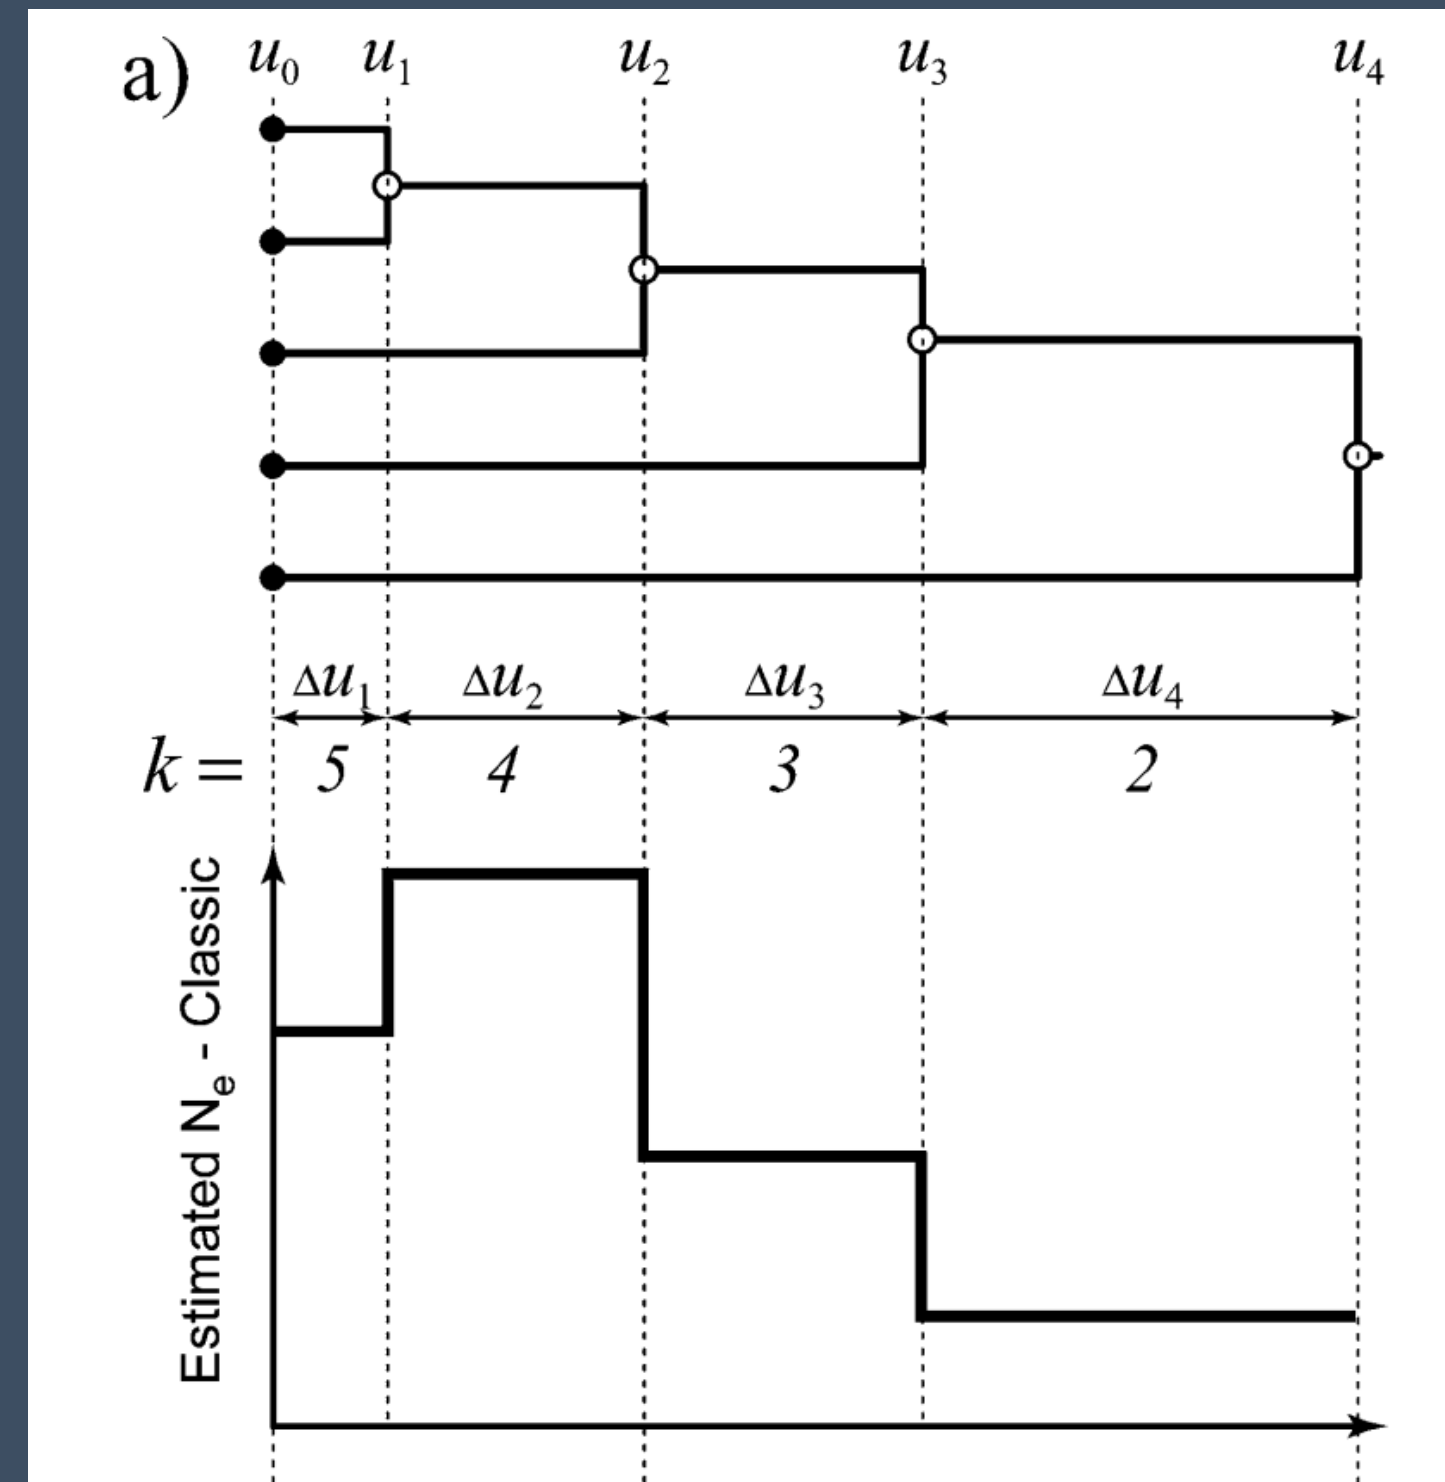 a) u₀ u₁ u₂ u₃ u₄
Δu₁ Δu₂ Δu₃ Δu₄
k = 5 4 3 2
Estimated Nₑ - Classic